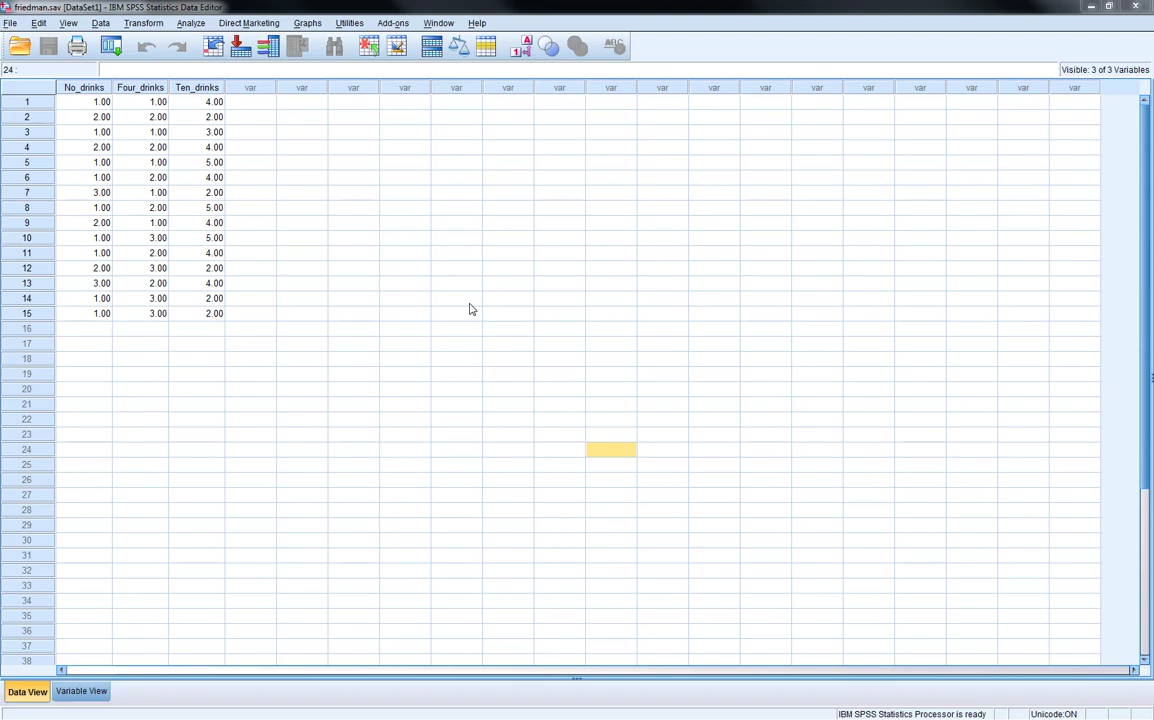 friedman.sav [DataSet1] - IBM SPSS Statistics Data Editor
File Edit View Data Transform Analyze Direct Marketing Graphs Utilities Add-ons Window Help
24 : Visible: 3 of 3 Variables
No_drinks Four_drinks Ten_drinks var var var var var var var var var var var var var var var var var
1 1.00 1.00 4.00
2 2.00 2.00 2.00
3 1.00 1.00 3.00
4 2.00 2.00 4.00
5 1.00 1.00 5.00
6 1.00 2.00 4.00
7 3.00 1.00 2.00
8 1.00 2.00 5.00
9 2.00 1.00 4.00
10 1.00 3.00 5.00
11 1.00 2.00 4.00
12 2.00 3.00 2.00
13 3.00 2.00 4.00
14 1.00 3.00 2.00
15 1.00 3.00 2.00
16
17
18
19
20
21
22
23
24
25
26
27
28
29
30
31
32
33
34
35
36
37
38
Data View Variable View
IBM SPSS Statistics Processor is ready Unicode:ON